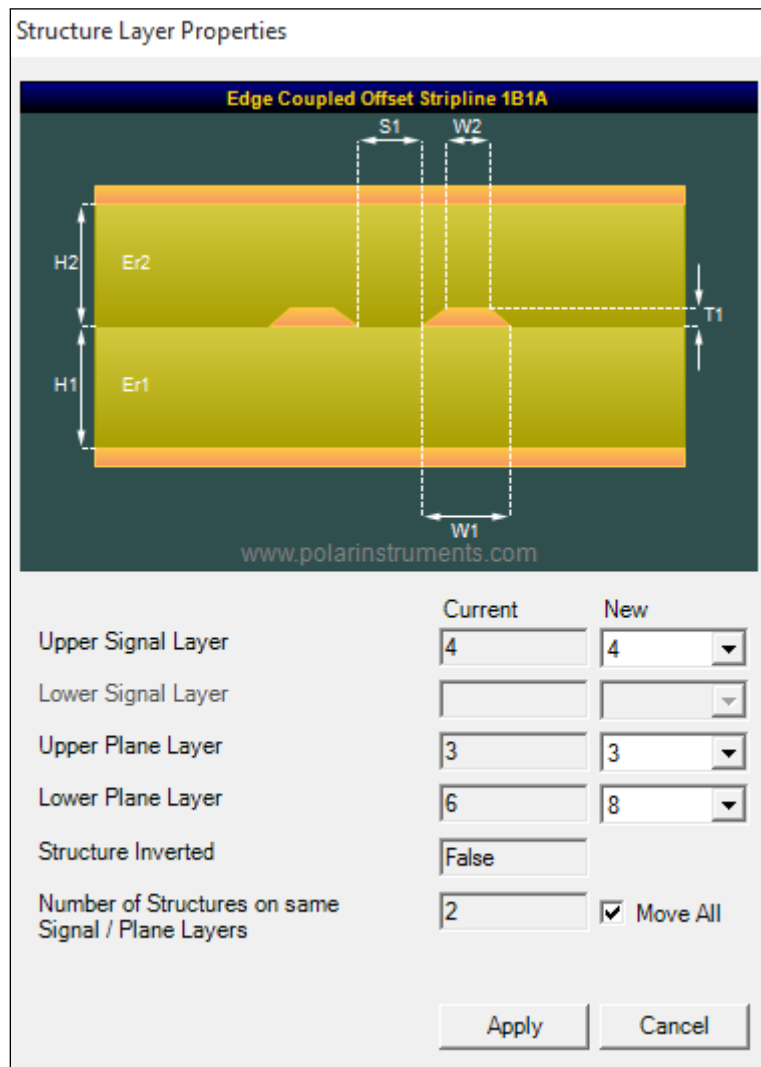 Structure Layer Properties
Edge Coupled Offset Stripline 1B1A
S1
W2
H2
Er2
T1
H1
Er1
W1
www.polarinstruments.com
Current New
Upper Signal Layer 4 4
Lower Signal Layer
Upper Plane Layer 3 3
Lower Plane Layer 6 8
Structure Inverted False
Number of Structures on same 2 Move All
Signal / Plane Layers
Apply Cancel